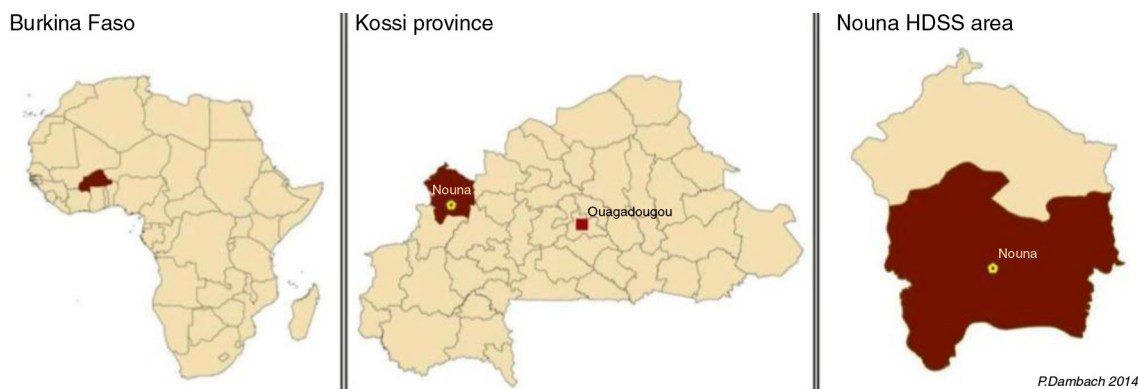 Burkina Faso
Kossi province
Nouna HDSS area
Nouna
Ouagadougou
Nouna
P.Dambach 2014